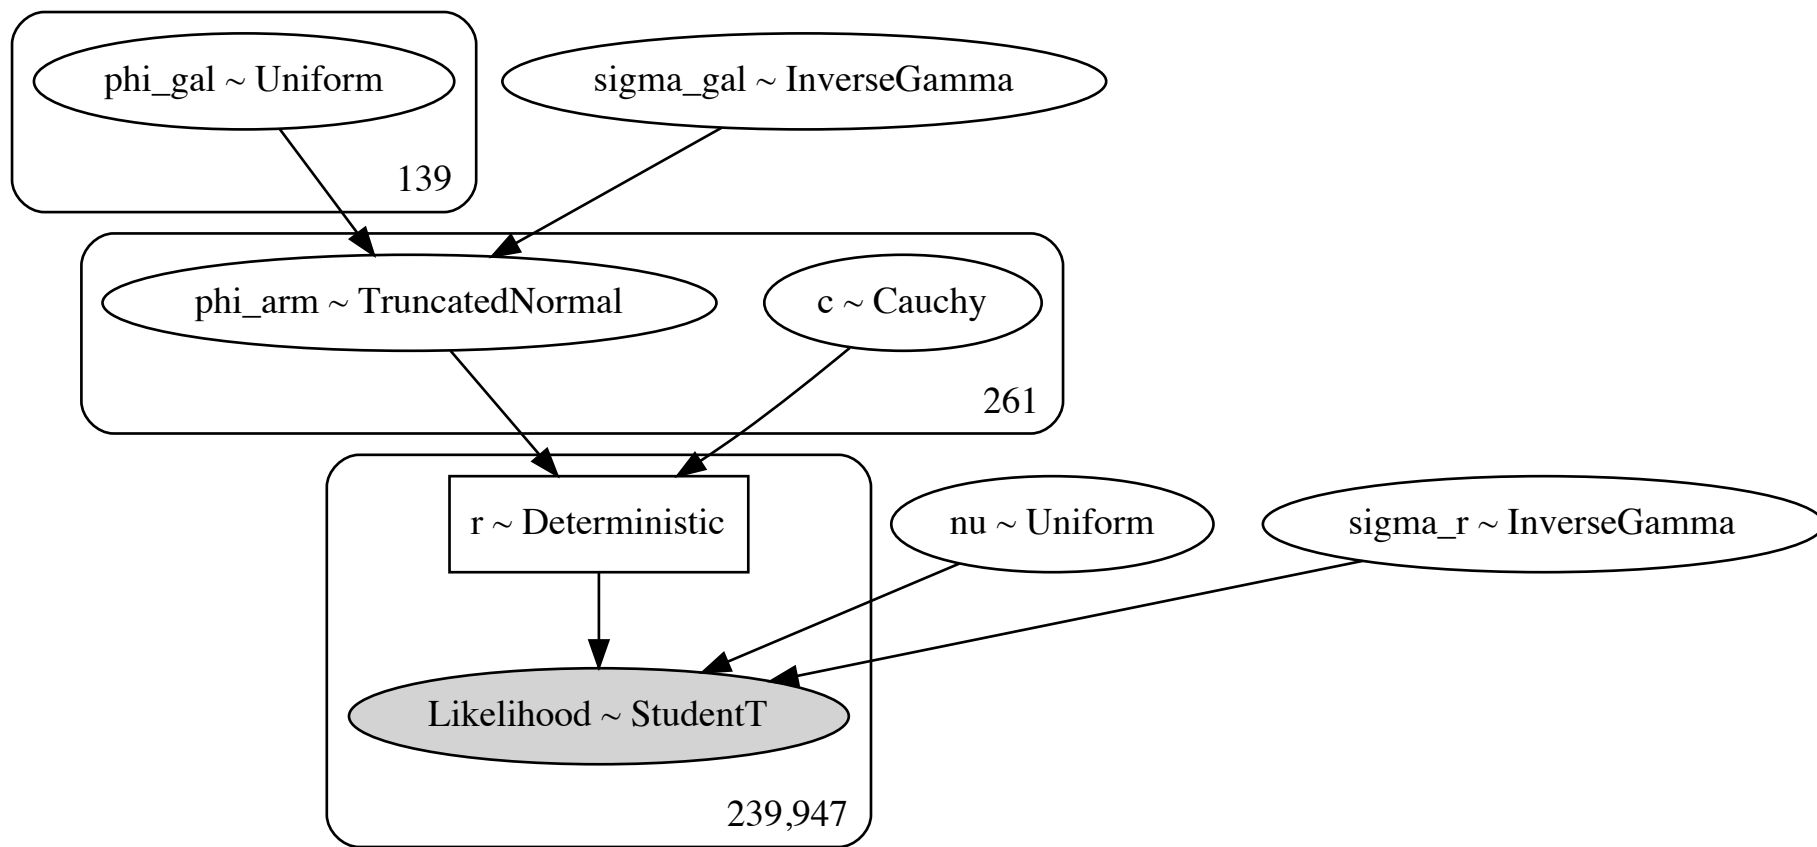 phi_gal ~ Uniform
sigma_gal ~ InverseGamma
139
phi_arm ~ TruncatedNormal
c ~ Cauchy
261
r ~ Deterministic
nu ~ Uniform
sigma_r ~ InverseGamma
Likelihood ~ StudentT
239,947